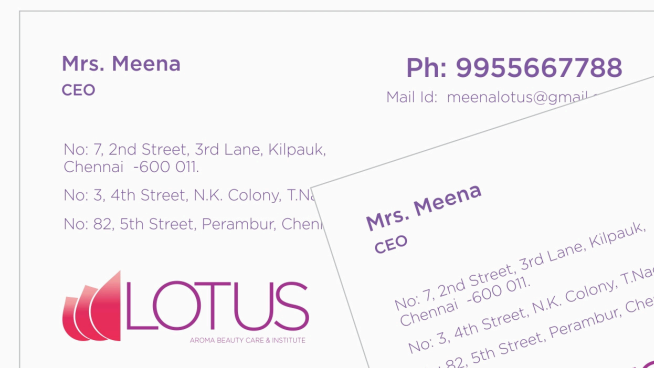 Mrs. Meena
CEO
Ph: 9955667788
Mail Id: meenalotus@gmail
No: 7, 2nd Street, 3rd Lane, Kilpauk,
Chennai -600 011.
No: 3, 4th Street, N.K. Colony,
No: 82, 5th Street, Perambur,
LOTUS
AROMA BEAUTY CARE & INSTITUTE
Mrs. Meena
CEO
No: 7, 2nd Street, 3rd Lane, Kilpauk,
Chennai -600 011.
No: 3, 4th Street, N.K. Colony,
82, 5th Street, Perambur,